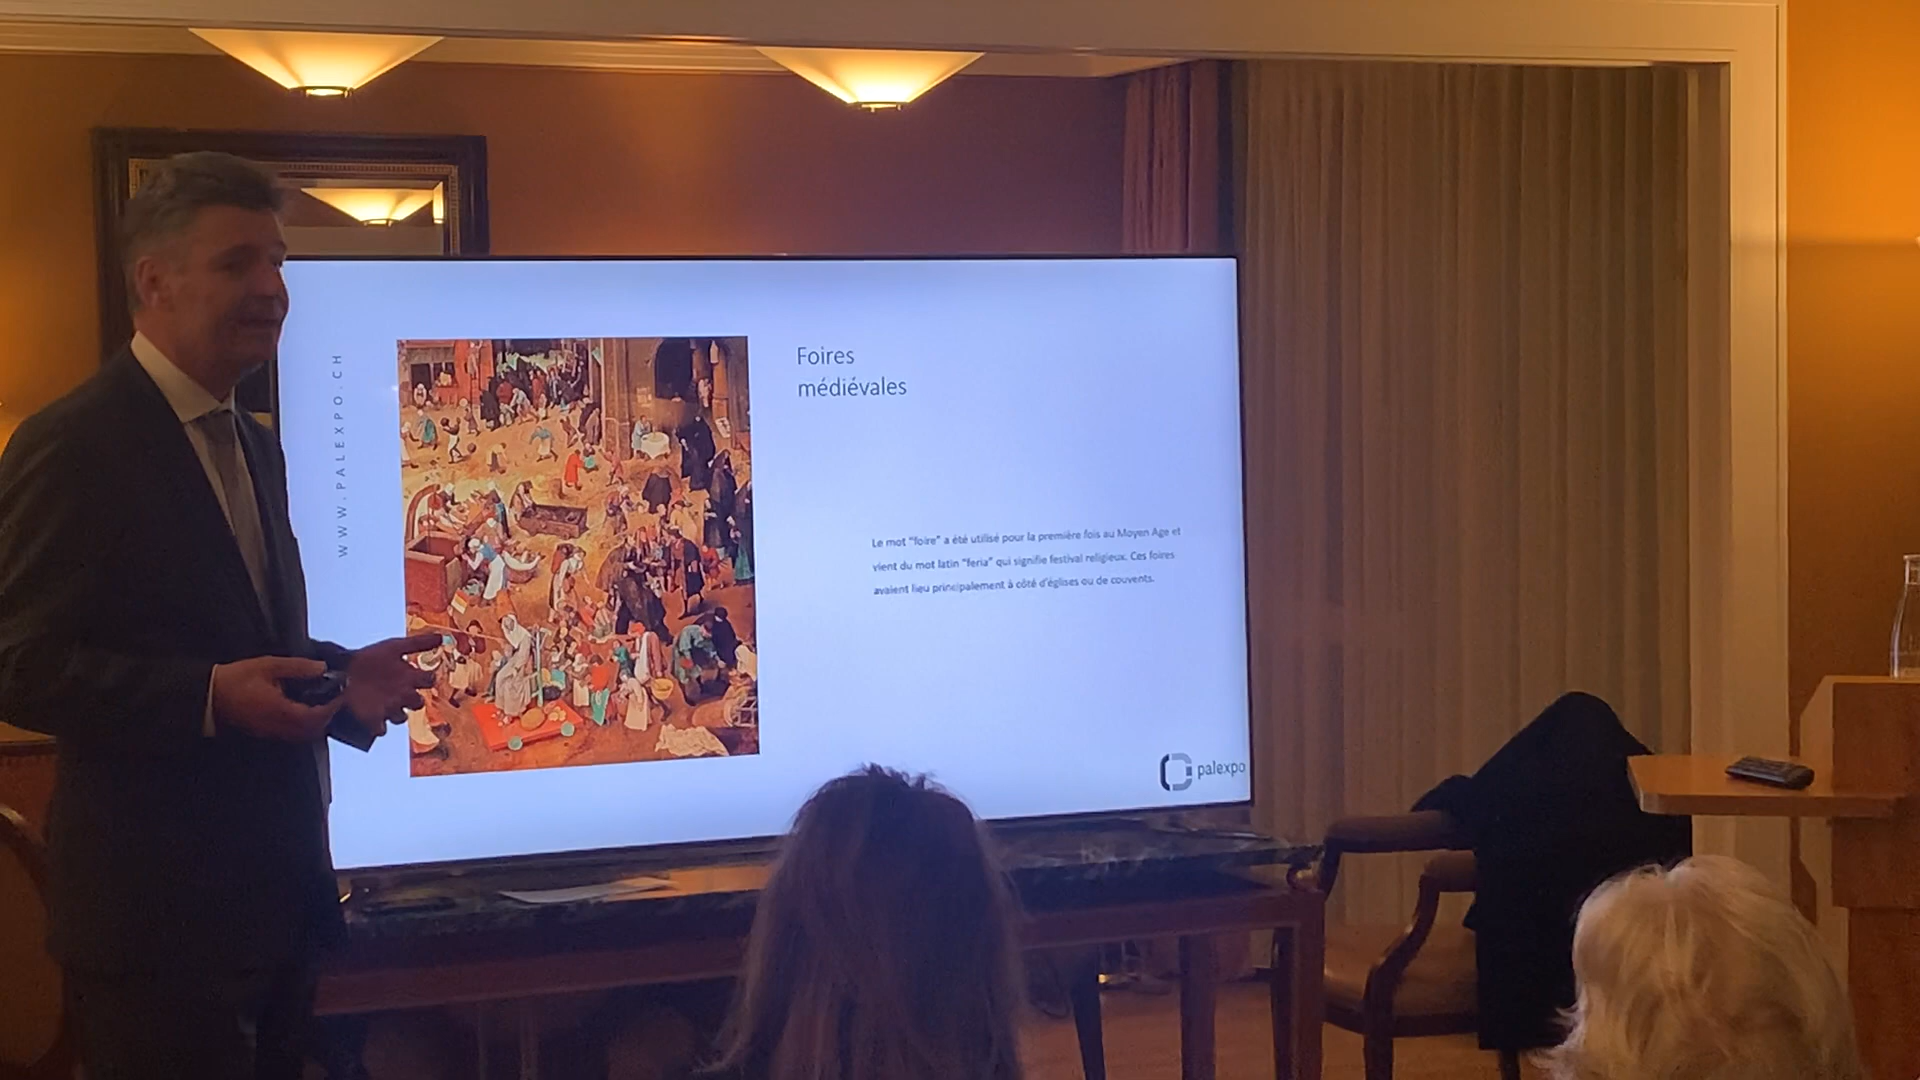 WWW.PALEXPO.CH
Foires
médiévales
Le mot "foire" a été utilisé pour la première fois au Moyen Age et
vient du mot latin "feria" qui signifie festival religieux. Ces foires
avaient lieu principalement à côté d'églises ou de couvents.
palexpo